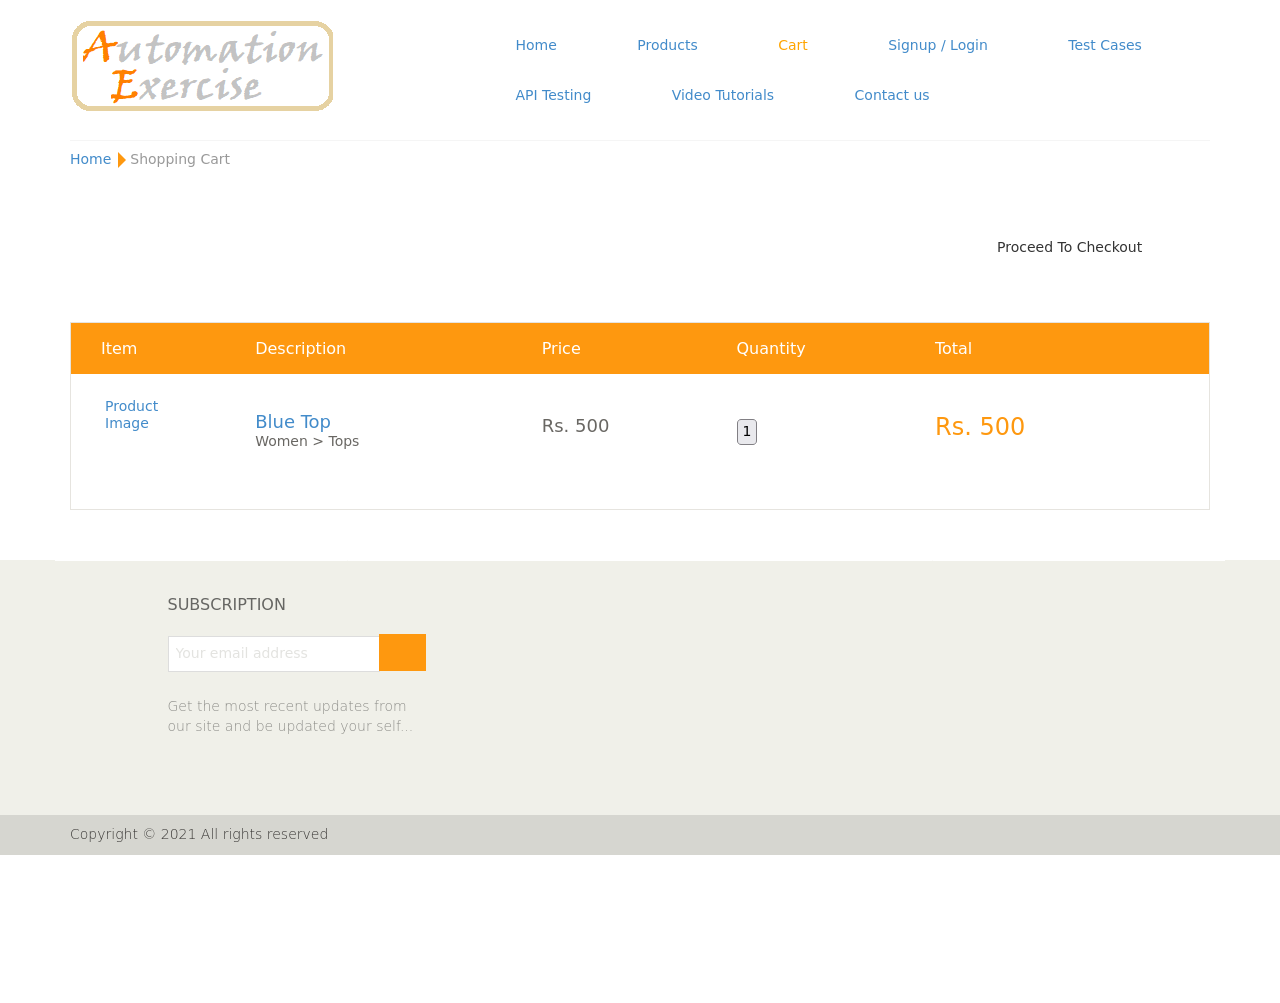 Automation
Exercise
Home Products Cart Signup / Login Test Cases
API Testing Video Tutorials Contact us
Home Shopping Cart
Proceed To Checkout
Item Description Price Quantity Total
Product
Image
Blue Top
Women > Tops
Rs. 500
1
Rs. 500
SUBSCRIPTION
Your email address
Get the most recent updates from
our site and be updated your self...
Copyright © 2021 All rights reserved